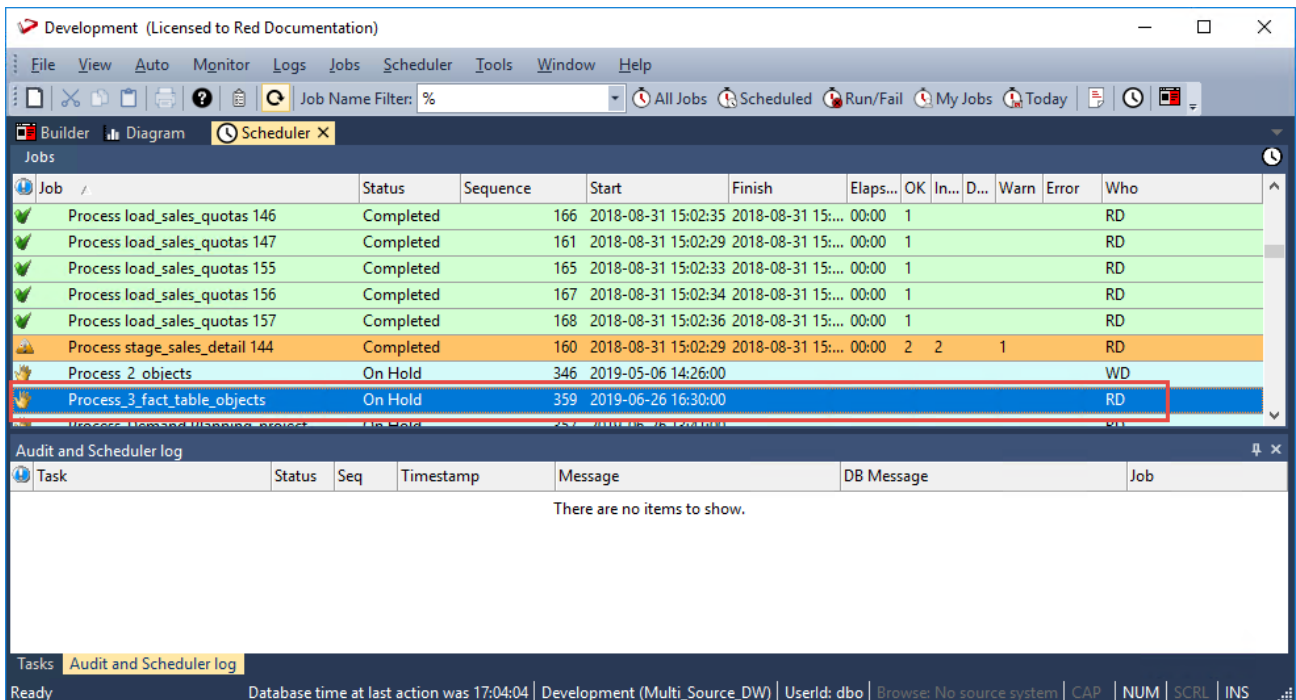 Development (Licensed to Red Documentation)
File View Auto Monitor Logs Jobs Scheduler Tools Window Help
Job Name Filter: % All Jobs Scheduled Run/Fail My Jobs Today
Builder Diagram Scheduler
Jobs
Job Status Sequence Start Finish Elaps... OK In... D... Warn Error Who
Process load_sales_quotas 146 Completed 166 2018-08-31 15:02:35 2018-08-31 15:... 00:00 1 RD
Process load_sales_quotas 147 Completed 161 2018-08-31 15:02:29 2018-08-31 15:... 00:00 1 RD
Process load_sales_quotas 155 Completed 165 2018-08-31 15:02:33 2018-08-31 15:... 00:00 1 RD
Process load_sales_quotas 156 Completed 167 2018-08-31 15:02:34 2018-08-31 15:... 00:00 1 RD
Process load_sales_quotas 157 Completed 168 2018-08-31 15:02:36 2018-08-31 15:... 00:00 1 RD
Process stage_sales_detail 144 Completed 160 2018-08-31 15:02:29 2018-08-31 15:... 00:00 2 2 1 RD
Process_2_objects On Hold 346 2019-05-06 14:26:00 WD
Process_3_fact_table_objects On Hold 359 2019-06-26 16:30:00 RD
Audit and Scheduler log
Task Status Seq Timestamp Message DB Message Job
There are no items to show.
Tasks Audit and Scheduler log
Ready Database time at last action was 17:04:04 Development (Multi_Source_DW) UserId: dbo Browse: No source system CAP NUM SCRL INS